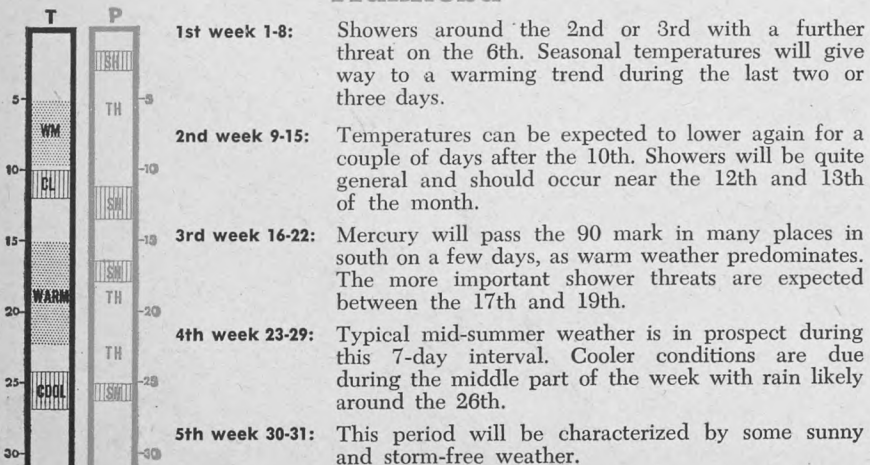 T P
1st week 1-8: Showers around the 2nd or 3rd with a further
threat on the 6th. Seasonal temperatures will give
way to a warming trend during the last two or
three days.
2nd week 9-15: Temperatures can be expected to lower again for a
couple of days after the 10th. Showers will be quite
general and should occur near the 12th and 13th
of the month.
3rd week 16-22: Mercury will pass the 90 mark in many places in
south on a few days, as warm weather predominates.
The more important shower threats are expected
between the 17th and 19th.
4th week 23-29: Typical mid-summer weather is in prospect during
this 7-day interval. Cooler conditions are due
during the middle part of the week with rain likely
around the 26th.
5th week 30-31: This period will be characterized by some sunny
and storm-free weather.
SH
5- TH -5
WM
10- -10
CL
SH
15- -15
SH
WARM TH
20- -20
TH
25- -25
COOL SH
30- -30